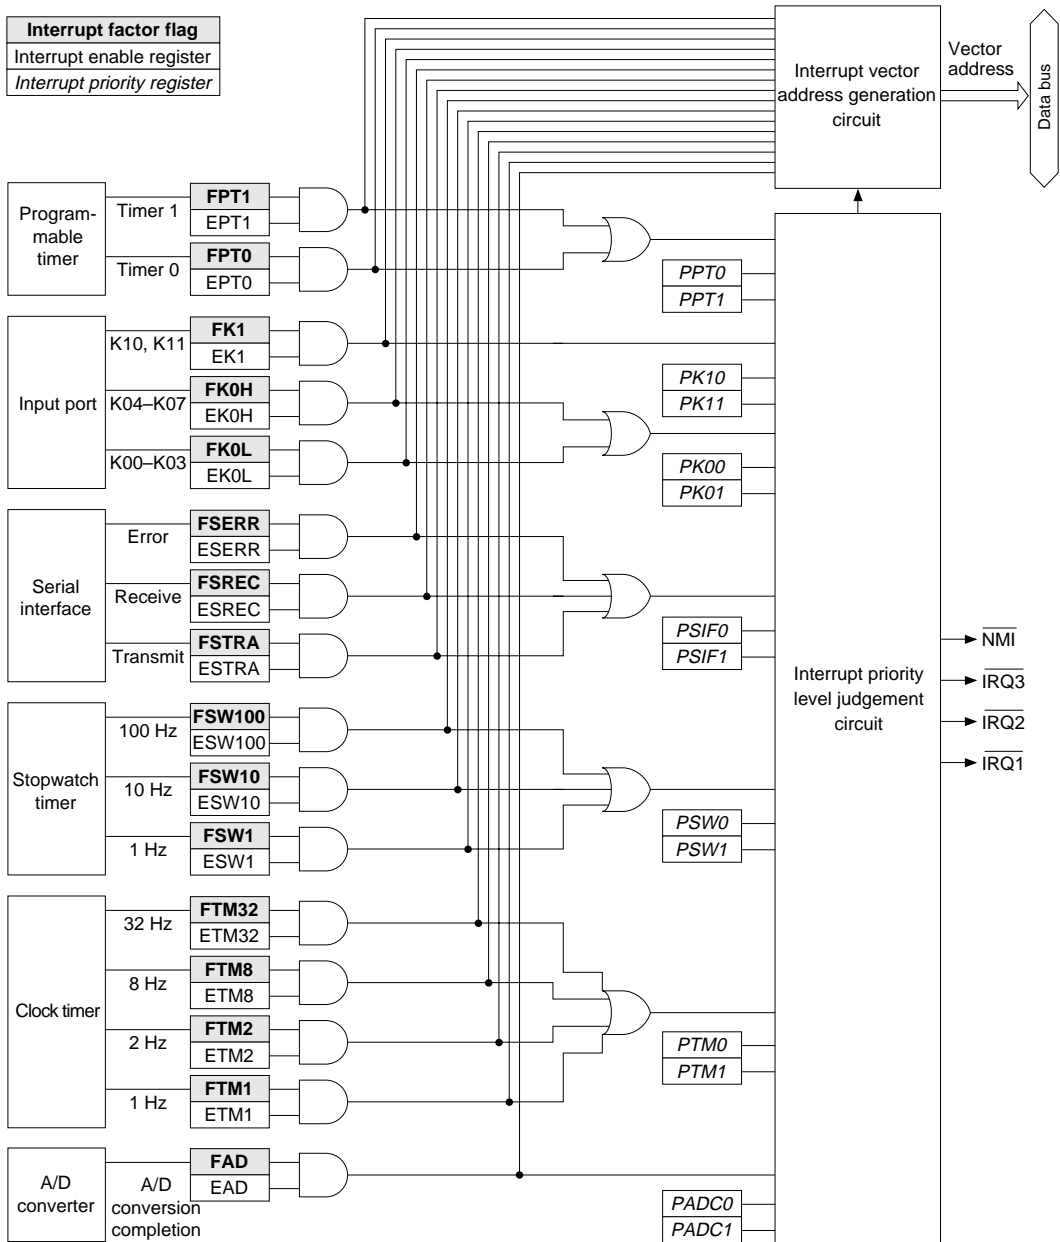 Interrupt factor flag
Interrupt enable register
Interrupt priority register
Interrupt vector
address generation
circuit
Vector
address
Data bus
Program-
mable
timer
Timer 1
FPT1
EPT1
Timer 0
FPT0
EPT0
PPT0
PPT1
Input port
K10, K11
FK1
EK1
K04–K07
FK0H
EK0H
K00–K03
FK0L
EK0L
PK10
PK11
PK00
PK01
Serial
interface
Error
FSERR
ESERR
Receive
FSREC
ESREC
Transmit
FSTRA
ESTRA
PSIF0
PSIF1
Interrupt priority
level judgement
circuit
NMI
IRQ3
IRQ2
IRQ1
Stopwatch
timer
100 Hz
FSW100
ESW100
10 Hz
FSW10
ESW10
1 Hz
FSW1
ESW1
PSW0
PSW1
Clock timer
32 Hz
FTM32
ETM32
8 Hz
FTM8
ETM8
2 Hz
FTM2
ETM2
1 Hz
FTM1
ETM1
PTM0
PTM1
A/D
converter
A/D
conversion
completion
FAD
EAD
PADC0
PADC1